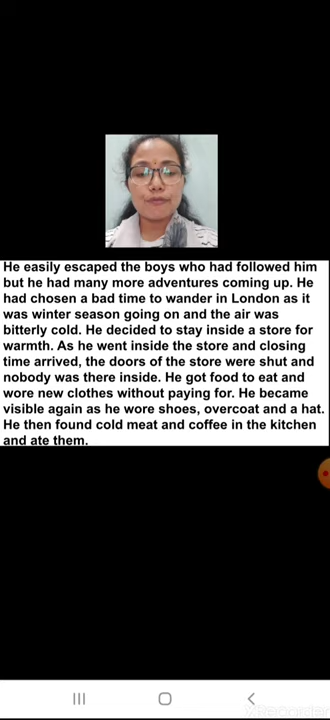 He easily escaped the boys who had followed him
but he had many more adventures coming up. He
had chosen a bad time to wander in London as it
was winter season going on and the air was
bitterly cold. He decided to stay inside a store for
warmth. As he went inside the store and closing
time arrived, the doors of the store were shut and
nobody was there inside. He got food to eat and
wore new clothes without paying for. He became
visible again as he wore shoes, overcoat and a hat.
He then found cold meat and coffee in the kitchen
and ate them.